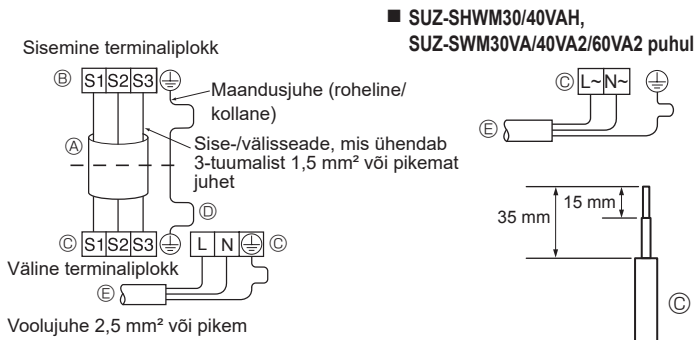 ■ SUZ-SHWM30/40VAH,
SUZ-SWM30VA/40VA2/60VA2 puhul
Sisemine terminaliplokk
Ⓑ S1 S2 S3
Maandusjuhe (roheline/
kollane)
Ⓐ
Sise-/välisseade, mis ühendab
3-tuumalist 1,5 mm² või pikemat
juhet
Ⓓ
Ⓒ S1 S2 S3
L N Ⓒ
Väline terminaliplokk
Ⓔ
Voolujuhe 2,5 mm² või pikem
Ⓒ L~ N~
Ⓔ
15 mm
35 mm
Ⓒ